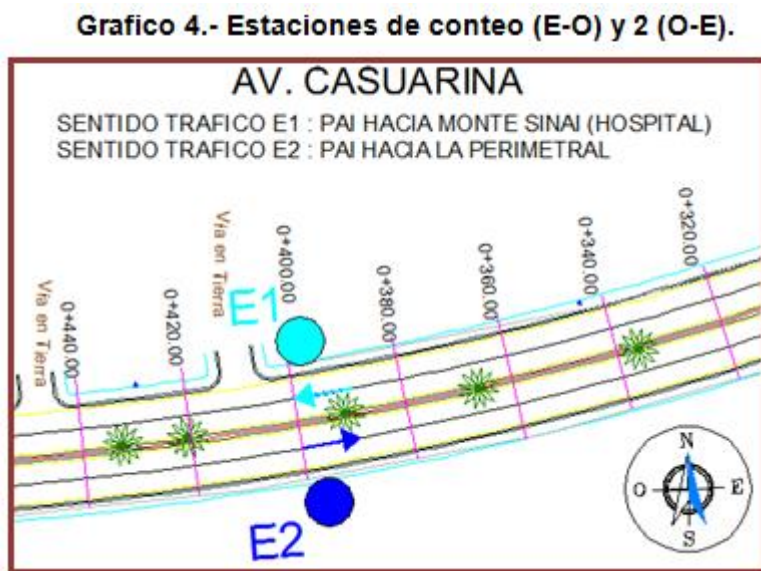 Grafico 4.- Estaciones de conteo (E-O) y 2 (O-E).
AV. CASUARINA
SENTIDO TRAFICO E1 : PAI HACIA MONTE SINAI (HOSPITAL)
SENTIDO TRAFICO E2 : PAI HACIA LA PERIMETRAL
Vía en Tierra
0+440.00
0+420.00
Vía en Tierra
E1
0+400.00
0+380.00
0+360.00
0+340.00
0+320.00
E2
N
O
E
S